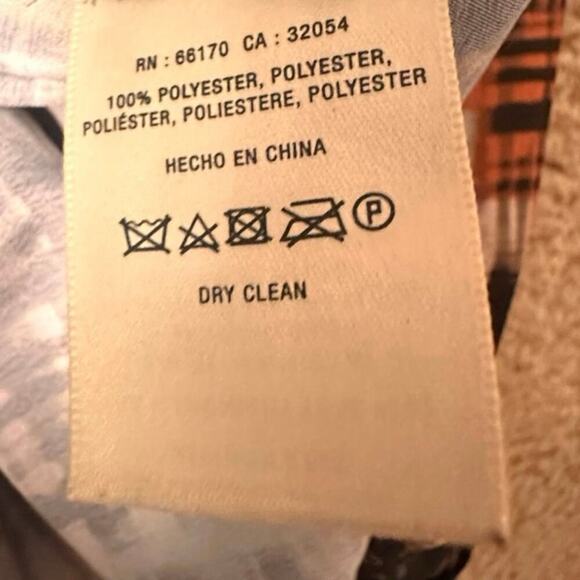 RN : 66170 CA : 32054
100% POLYESTER, POLYESTER,
POLIÉSTER, POLIESTERE, POLYESTER
HECHO EN CHINA
P
DRY CLEAN